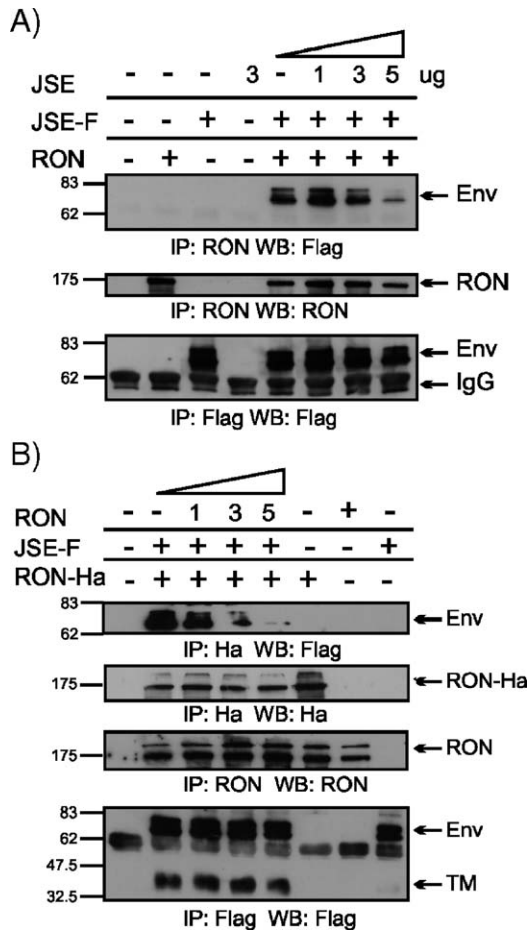 A)
JSE - - - 3 - 1 3 5 ug
JSE-F - - + - + + + +
RON - + - - + + + +
83
62
Env
IP: RON WB: Flag
175
RON
IP: RON WB: RON
83
62
Env
IgG
IP: Flag WB: Flag
B)
RON - - 1 3 5 - + -
JSE-F - + + + + - - +
RON-Ha - + + + + + - -
83
62
Env
IP: Ha WB: Flag
175
RON-Ha
IP: Ha WB: Ha
175
RON
IP: RON WB: RON
83
62
47.5
32.5
Env
TM
IP: Flag WB: Flag